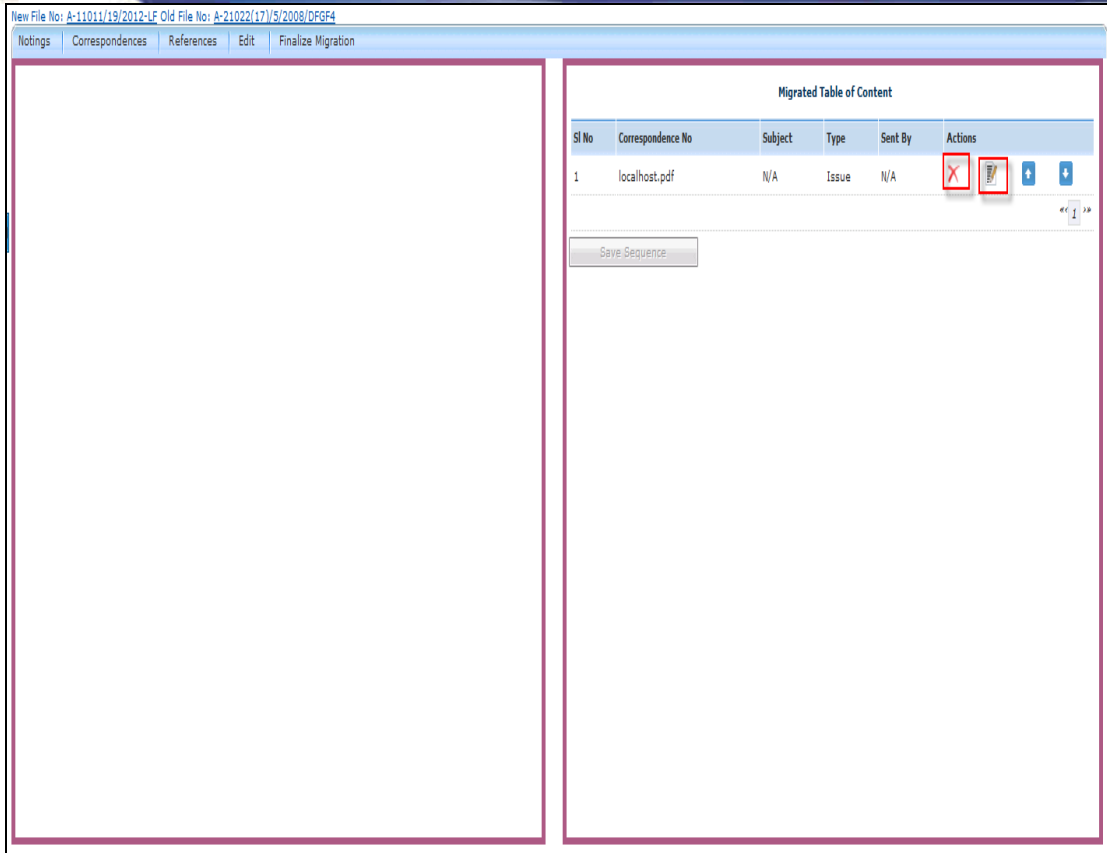 New File No: A-11011/19/2012-LF Old File No: A-21022(17)/5/2008/DFGF4
Notings Correspondences References Edit Finalize Migration
Migrated Table of Content
Sl No Correspondence No Subject Type Sent By Actions
1 localhost.pdf N/A Issue N/A
«« 1 »»
Save Sequence